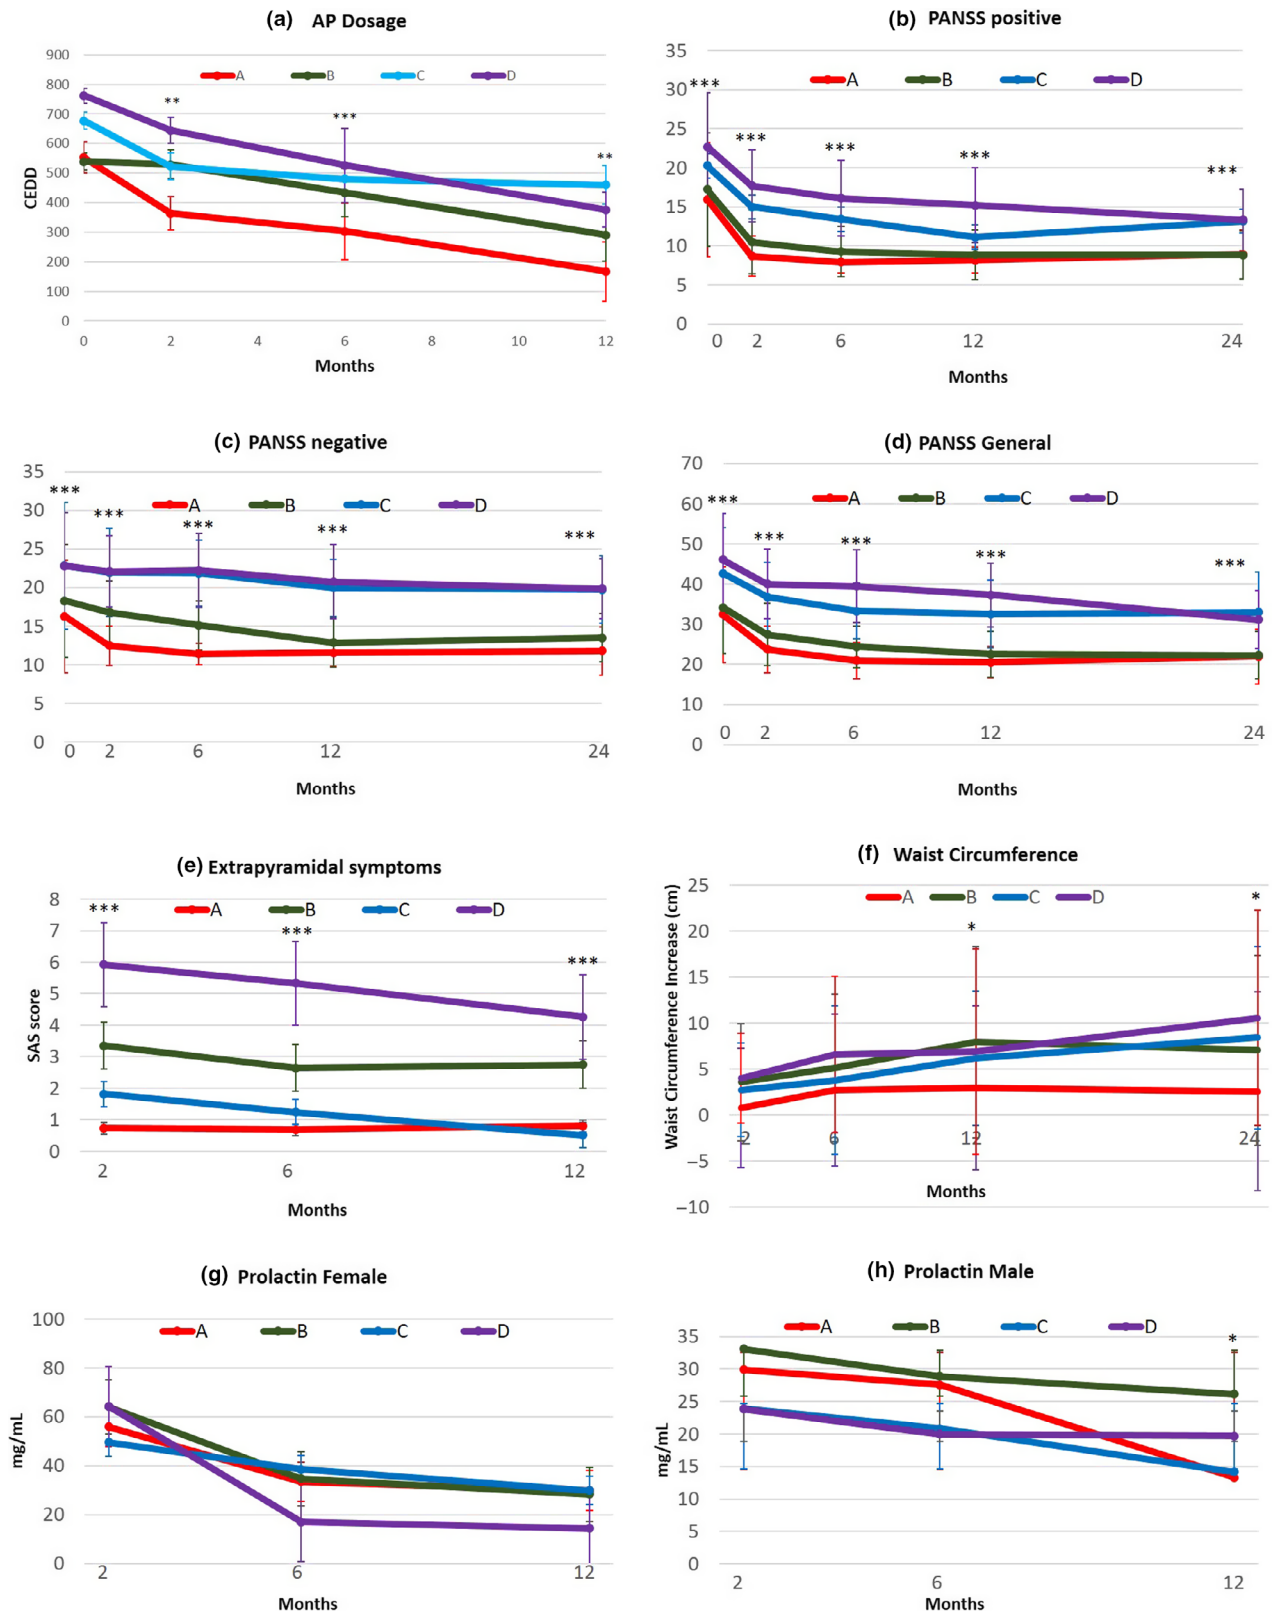 (a) AP Dosage
900
800
700
600
500
400
300
200
100
0
CEDD
A B C D
**
***
**
0 2 4 6 8 10 12
Months
(b) PANSS positive
35
30
25
20
15
10
5
0
A B C D
***
***
***
***
***
0 2 6 12 24
Months
(c) PANSS negative
35
30
25
20
15
10
5
0
A B C D
***
***
***
***
***
0 2 6 12 24
Months
(d) PANSS General
70
60
50
40
30
20
10
0
A B C D
***
***
***
***
***
0 2 6 12 24
Months
(e) Extrapyramidal symptoms
8
7
6
5
4
3
2
1
0
SAS score
A B C D
***
***
***
2 6 12
Months
(f) Waist Circumference
25
20
15
10
5
0
–5
–10
Waist Circumference Increase (cm)
A B C D
*
*
2 6 12 24
Months
(g) Prolactin Female
100
80
60
40
20
0
mg/mL
A B C D
2 6 12
Months
(h) Prolactin Male
35
30
25
20
15
10
5
0
mg/mL
A B C D
*
2 6 12
Months